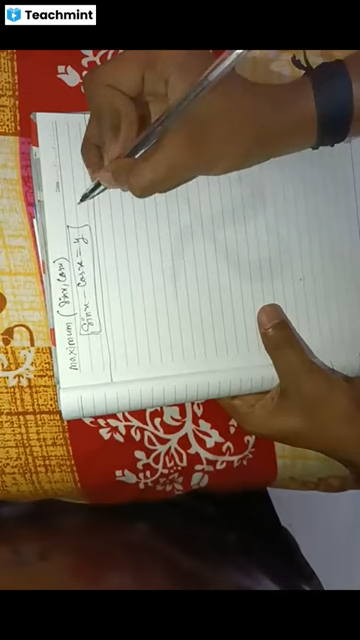 Teachmint
maximum (sinx, cosx)
sinx - cosx = y